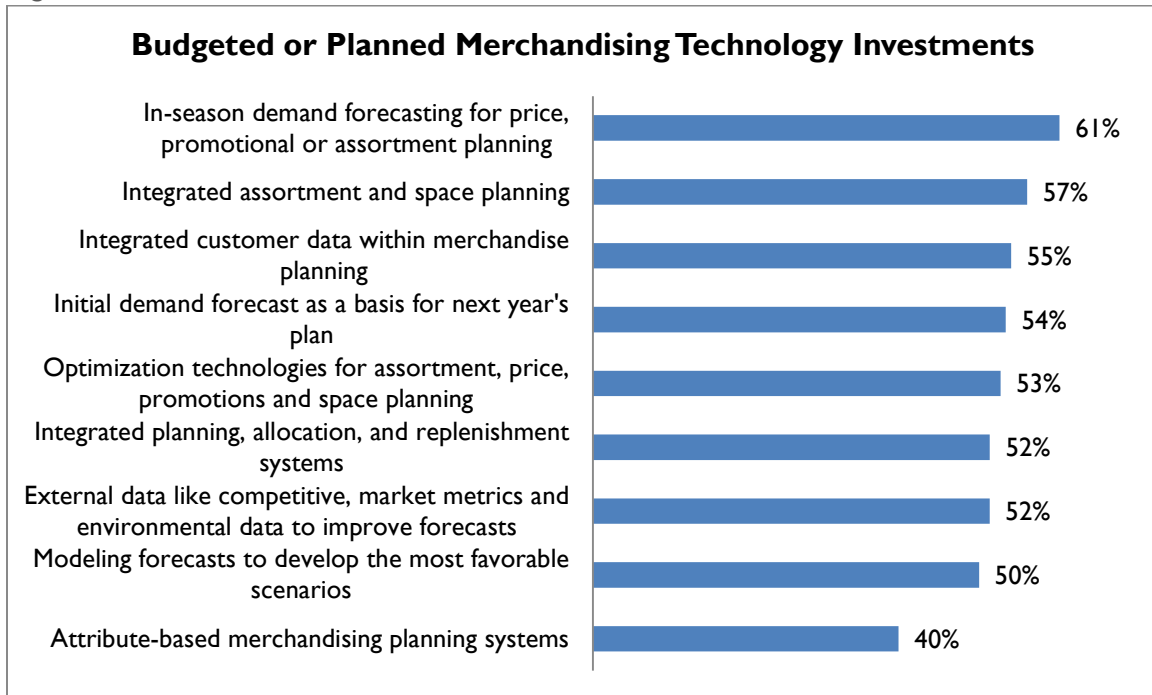 Budgeted or Planned Merchandising Technology Investments
In-season demand forecasting for price,
promotional or assortment planning
61%
Integrated assortment and space planning
57%
Integrated customer data within merchandise
planning
55%
Initial demand forecast as a basis for next year's
plan
54%
Optimization technologies for assortment, price,
promotions and space planning
53%
Integrated planning, allocation, and replenishment
systems
52%
External data like competitive, market metrics and
environmental data to improve forecasts
52%
Modeling forecasts to develop the most favorable
scenarios
50%
Attribute-based merchandising planning systems
40%